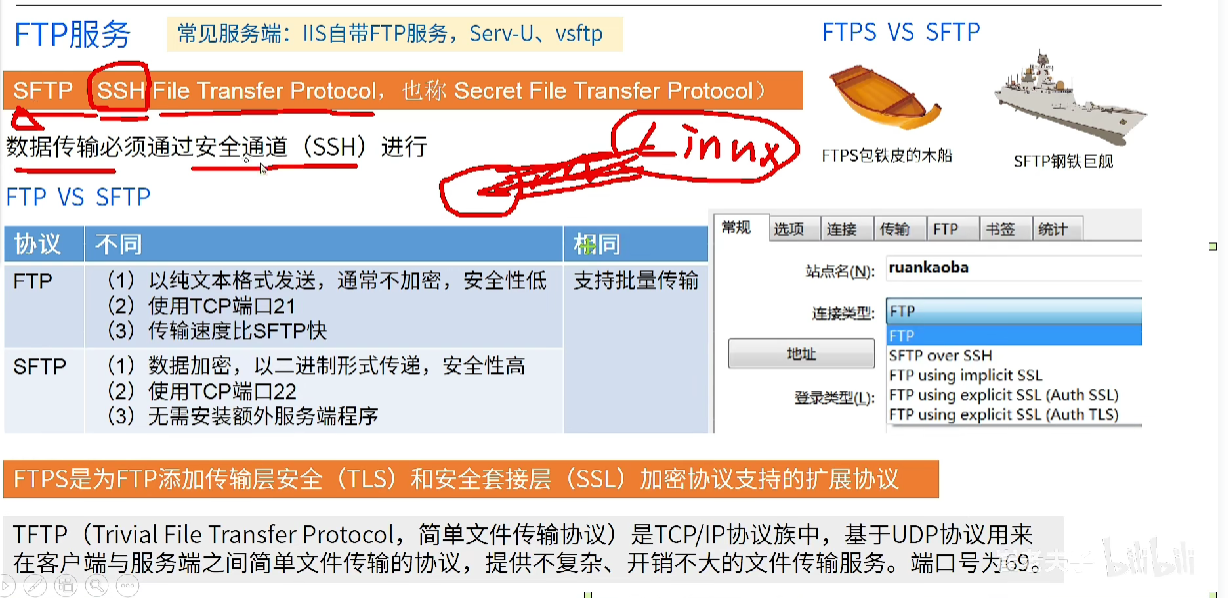 FTP服务
常见服务端：IIS自带FTP服务，Serv-U、vsftp
FTPS VS SFTP
SFTP SSH File Transfer Protocol，也称 Secret File Transfer Protocol）
数据传输必须通过安全通道（SSH）进行
Linux
FTPS包铁皮的木船
SFTP钢铁巨舰
FTP VS SFTP
协议 不同 相同
FTP （1）以纯文本格式发送，通常不加密，安全性低 支持批量传输
（2）使用TCP端口21
（3）传输速度比SFTP快
SFTP （1）数据加密，以二进制形式传递，安全性高
（2）使用TCP端口22
（3）无需安装额外服务端程序
常规 选项 连接 传输 FTP 书签 统计
站点名(N): ruankaoba
连接类型: FTP
FTP
地址 SFTP over SSH
FTP using implicit SSL
登录类型(L): FTP using explicit SSL (Auth SSL)
FTP using explicit SSL (Auth TLS)
FTPS是为FTP添加传输层安全（TLS）和安全套接层（SSL）加密协议支持的扩展协议
TFTP（Trivial File Transfer Protocol，简单文件传输协议）是TCP/IP协议族中，基于UDP协议用来
在客户端与服务端之间简单文件传输的协议，提供不复杂、开销不大的文件传输服务。端口号为69。
bilibili